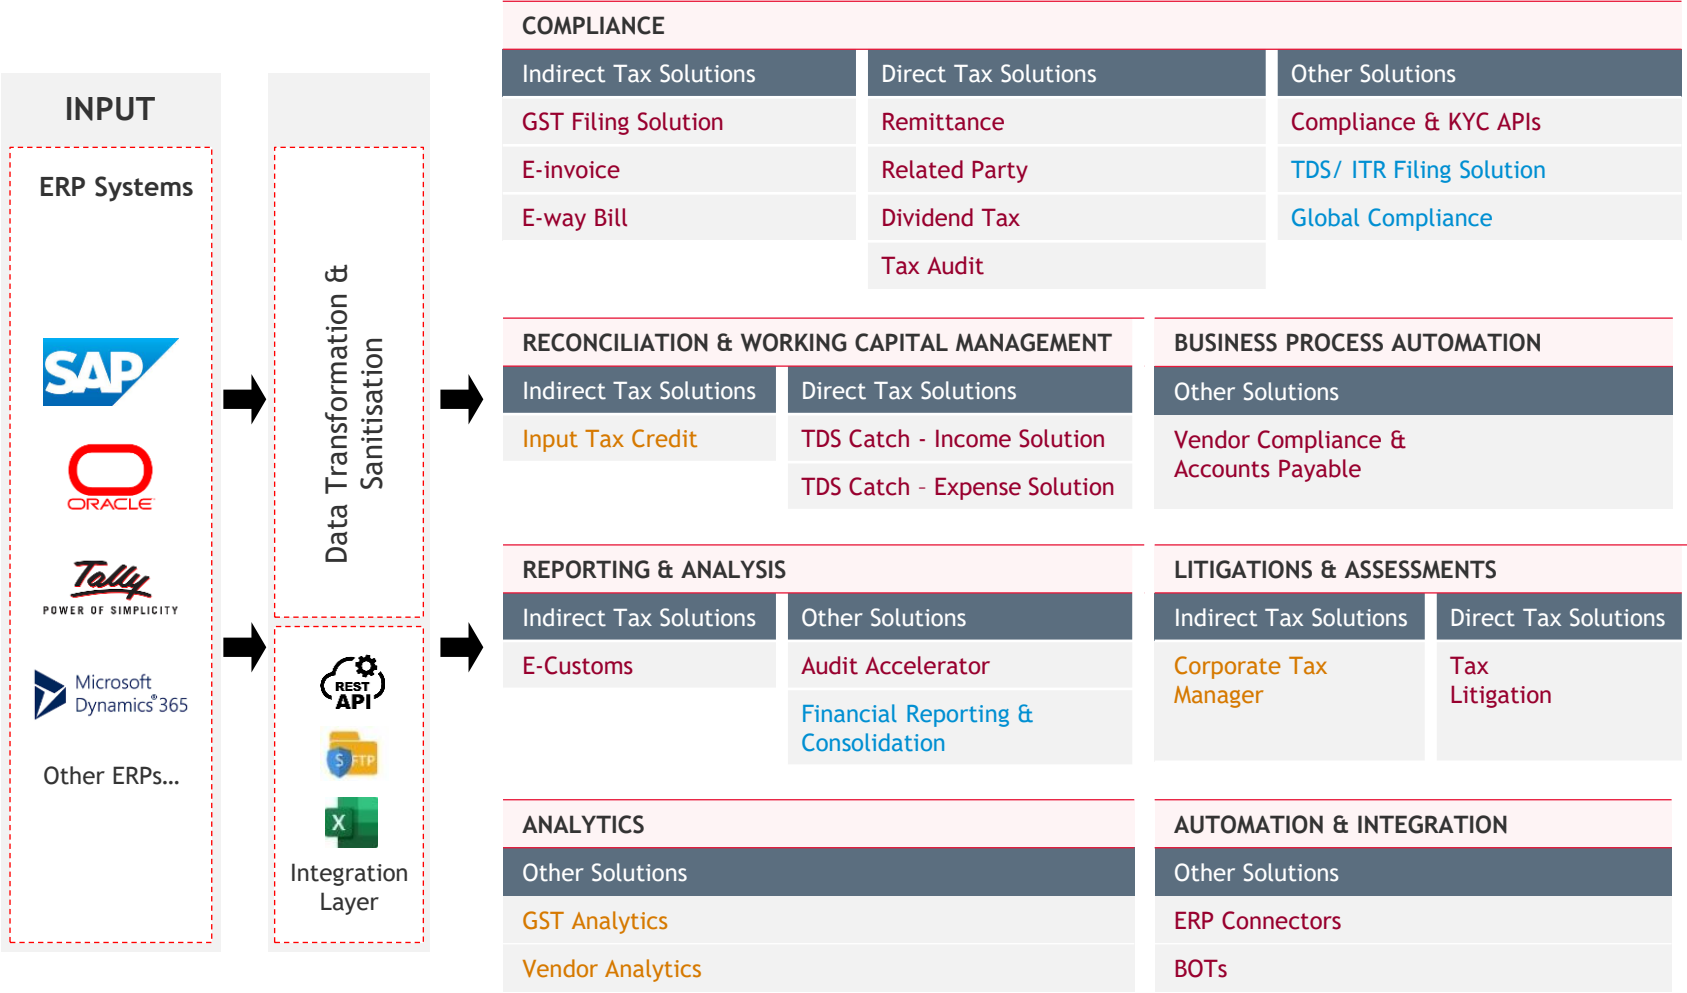 INPUT
ERP Systems
SAP
ORACLE
Tally
POWER OF SIMPLICITY
Microsoft
Dynamics® 365
Other ERPs...
Data Transformation &
Sanitisation
REST
API
S FTP
X
Integration
Layer
COMPLIANCE
Indirect Tax Solutions
GST Filing Solution
E-invoice
E-way Bill
Direct Tax Solutions
Remittance
Related Party
Dividend Tax
Tax Audit
Other Solutions
Compliance & KYC APIs
TDS/ ITR Filing Solution
Global Compliance
RECONCILIATION & WORKING CAPITAL MANAGEMENT
Indirect Tax Solutions
Input Tax Credit
Direct Tax Solutions
TDS Catch - Income Solution
TDS Catch – Expense Solution
BUSINESS PROCESS AUTOMATION
Other Solutions
Vendor Compliance &
Accounts Payable
REPORTING & ANALYSIS
Indirect Tax Solutions
E-Customs
Other Solutions
Audit Accelerator
Financial Reporting &
Consolidation
LITIGATIONS & ASSESSMENTS
Indirect Tax Solutions
Corporate Tax
Manager
Direct Tax Solutions
Tax
Litigation
ANALYTICS
Other Solutions
GST Analytics
Vendor Analytics
AUTOMATION & INTEGRATION
Other Solutions
ERP Connectors
BOTs